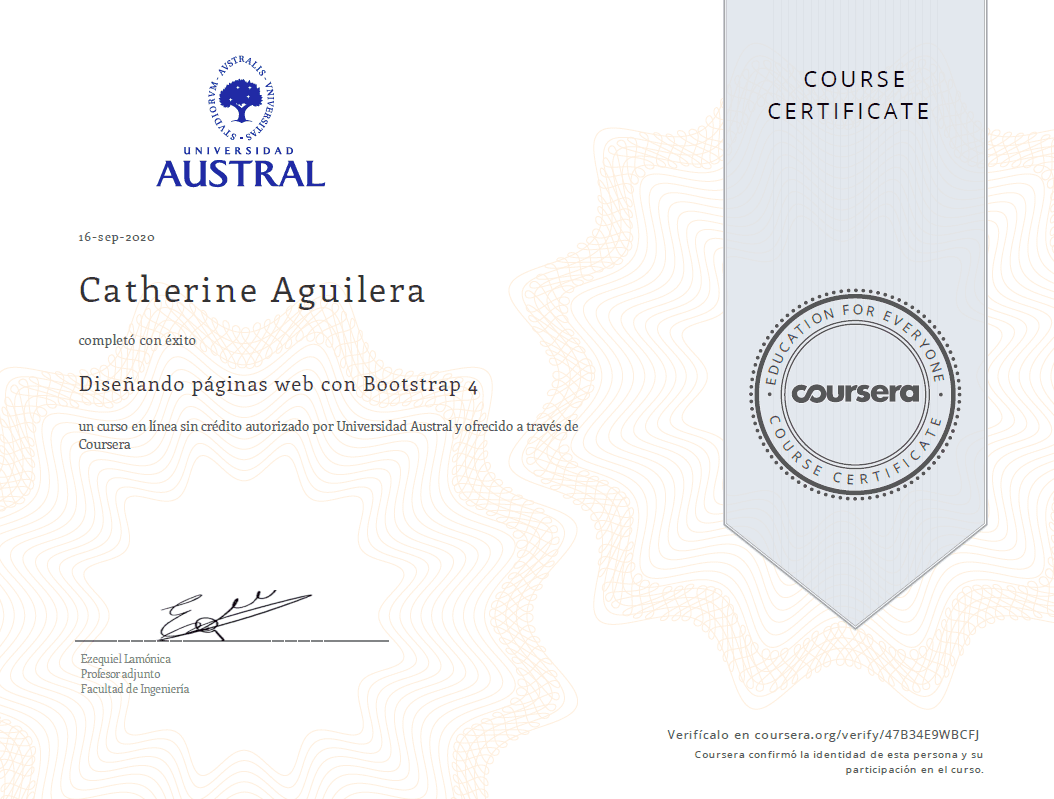 STVDIORVM · AVSTRALIS · VNIVERSITAS ·
UNIVERSIDAD
AUSTRAL
16-sep-2020
Catherine Aguilera
completó con éxito
Diseñando páginas web con Bootstrap 4
un curso en línea sin crédito autorizado por Universidad Austral y ofrecido a través de
Coursera
Ezequiel Lamónica
Profesor adjunto
Facultad de Ingeniería
COURSE
CERTIFICATE
EDUCATION FOR EVERYONE
coursera
COURSE CERTIFICATE
Verifícalo en coursera.org/verify/47B34E9WBCFJ
Coursera confirmó la identidad de esta persona y su
participación en el curso.